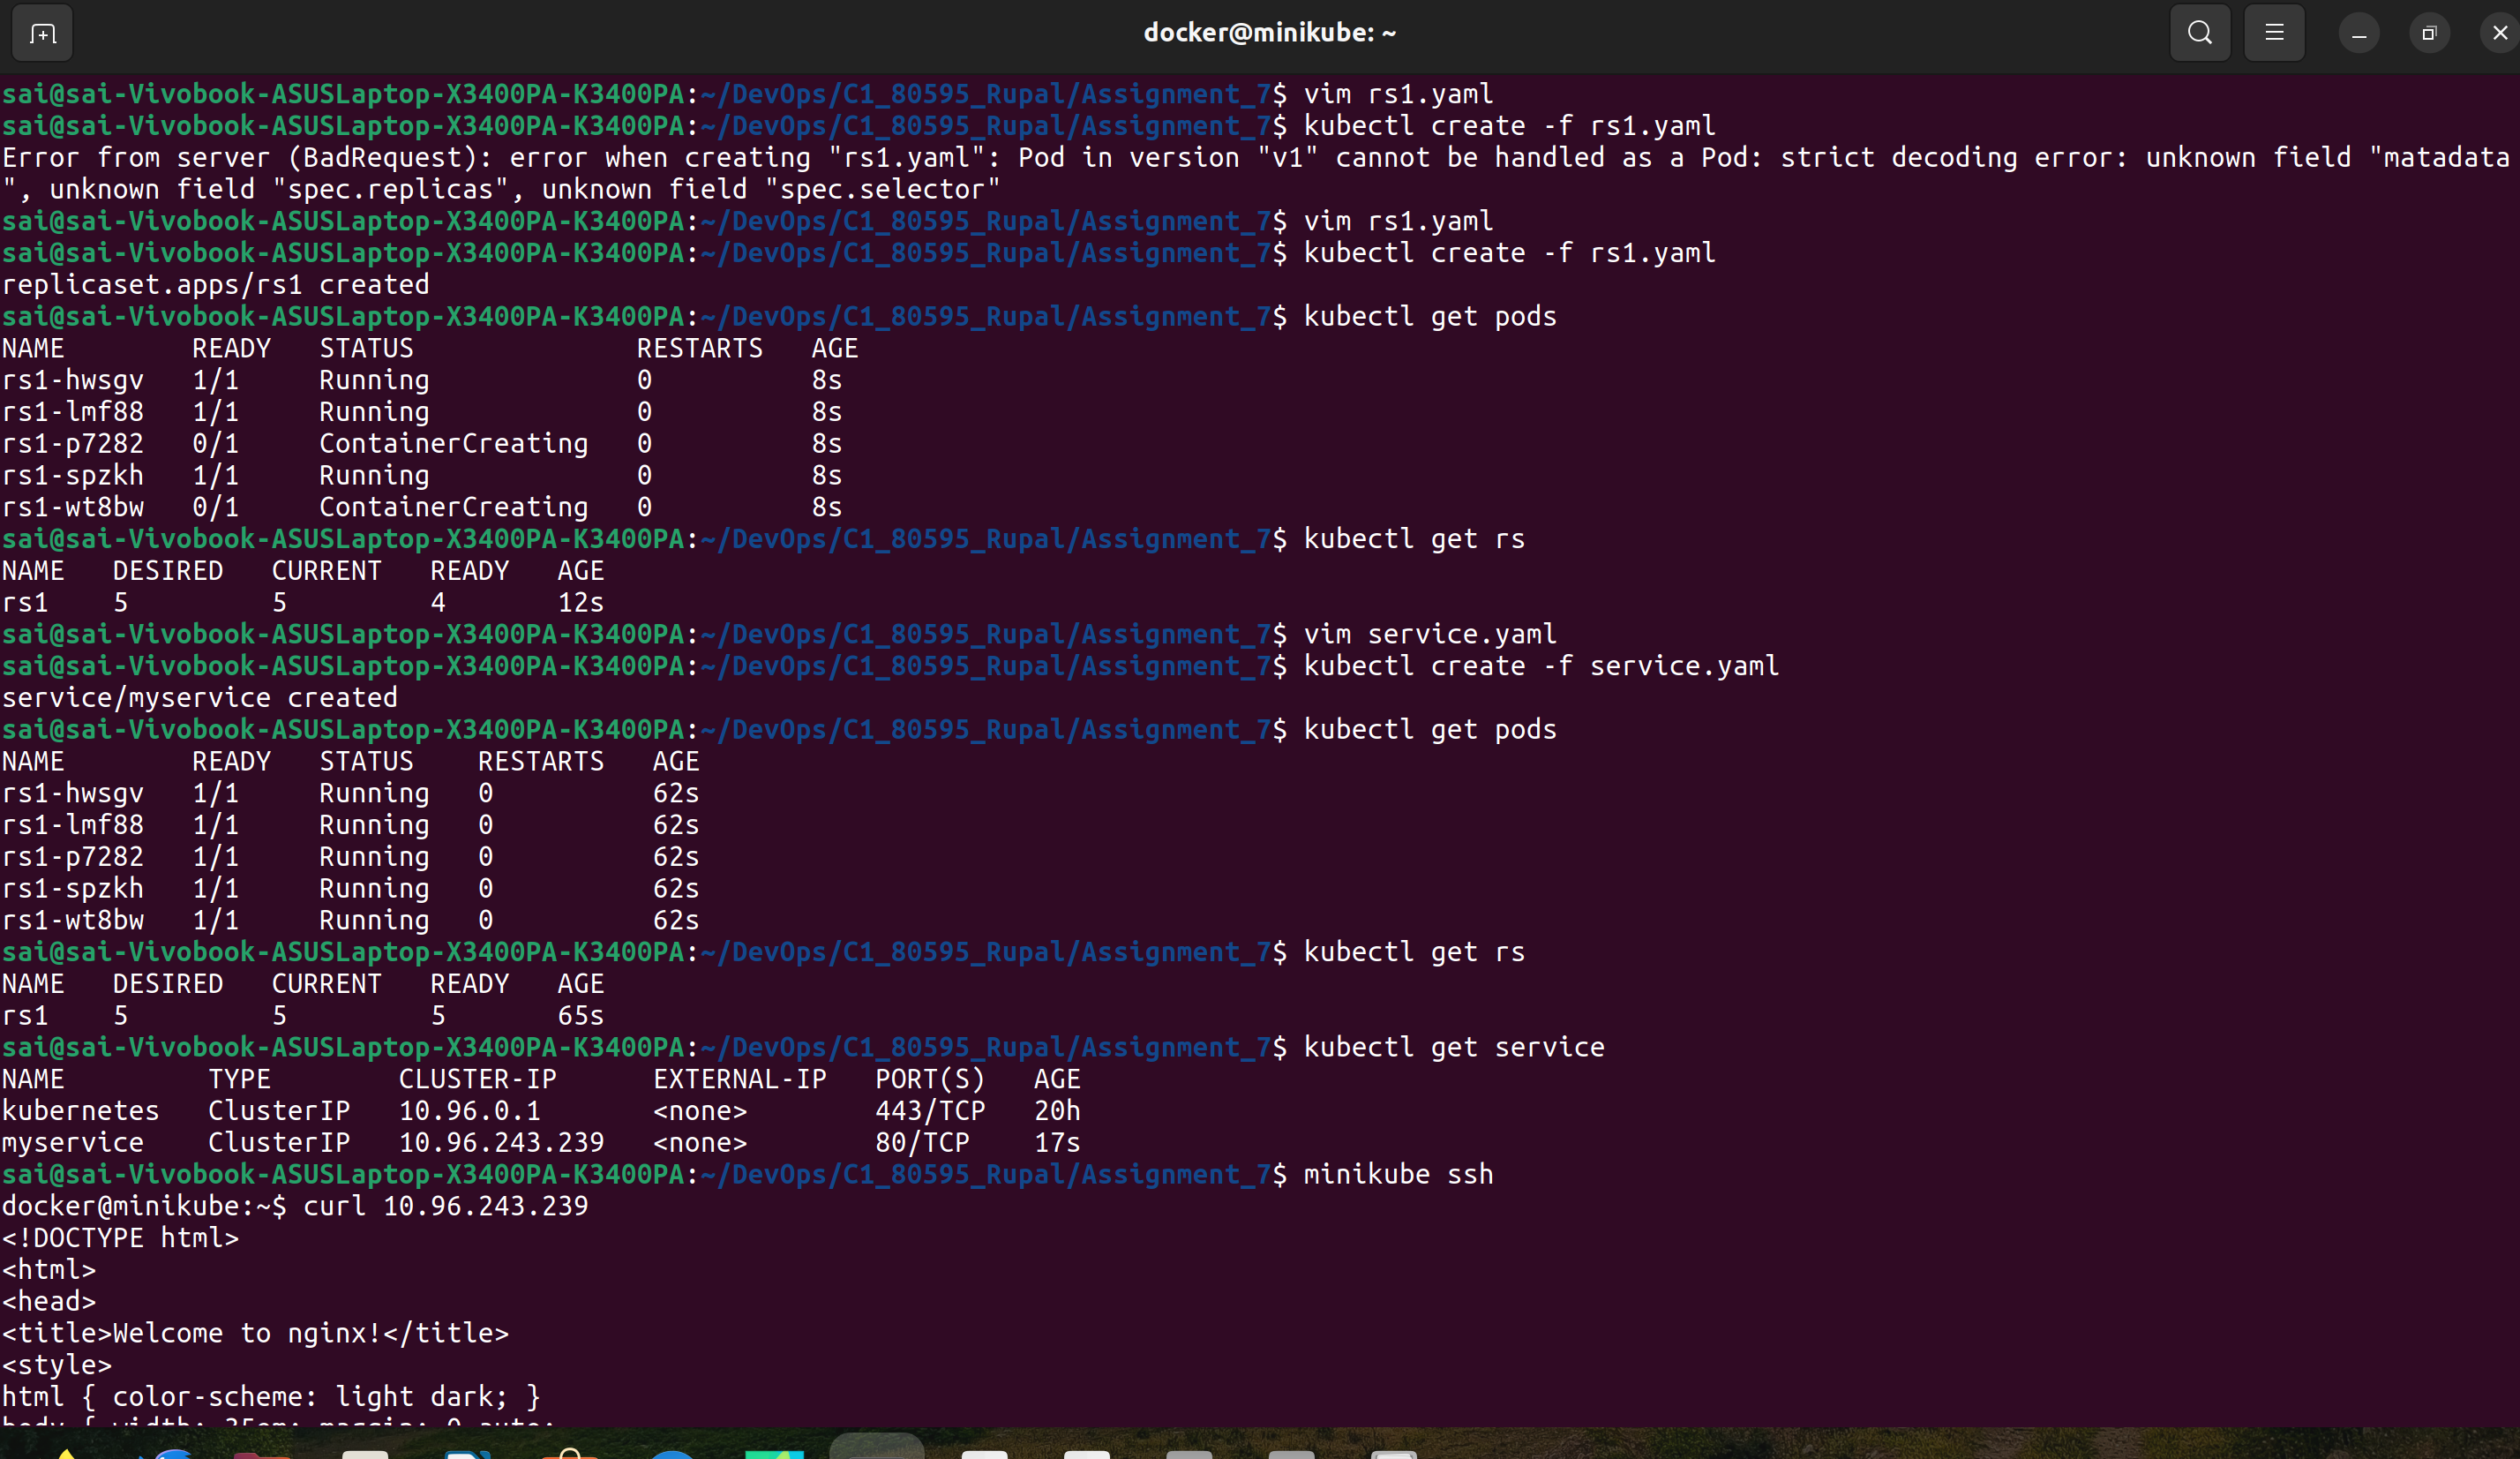 docker@minikube: ~
sai@sai-Vivobook-ASUSLaptop-X3400PA-K3400PA:~/DevOps/C1_80595_Rupal/Assignment_7$ vim rs1.yaml
sai@sai-Vivobook-ASUSLaptop-X3400PA-K3400PA:~/DevOps/C1_80595_Rupal/Assignment_7$ kubectl create -f rs1.yaml
Error from server (BadRequest): error when creating "rs1.yaml": Pod in version "v1" cannot be handled as a Pod: strict decoding error: unknown field "matadata
", unknown field "spec.replicas", unknown field "spec.selector"
sai@sai-Vivobook-ASUSLaptop-X3400PA-K3400PA:~/DevOps/C1_80595_Rupal/Assignment_7$ vim rs1.yaml
sai@sai-Vivobook-ASUSLaptop-X3400PA-K3400PA:~/DevOps/C1_80595_Rupal/Assignment_7$ kubectl create -f rs1.yaml
replicaset.apps/rs1 created
sai@sai-Vivobook-ASUSLaptop-X3400PA-K3400PA:~/DevOps/C1_80595_Rupal/Assignment_7$ kubectl get pods
NAME        READY   STATUS              RESTARTS   AGE
rs1-hwsgv   1/1     Running             0          8s
rs1-lmf88   1/1     Running             0          8s
rs1-p7282   0/1     ContainerCreating   0          8s
rs1-spzkh   1/1     Running             0          8s
rs1-wt8bw   0/1     ContainerCreating   0          8s
sai@sai-Vivobook-ASUSLaptop-X3400PA-K3400PA:~/DevOps/C1_80595_Rupal/Assignment_7$ kubectl get rs
NAME   DESIRED   CURRENT   READY   AGE
rs1    5         5         4       12s
sai@sai-Vivobook-ASUSLaptop-X3400PA-K3400PA:~/DevOps/C1_80595_Rupal/Assignment_7$ vim service.yaml
sai@sai-Vivobook-ASUSLaptop-X3400PA-K3400PA:~/DevOps/C1_80595_Rupal/Assignment_7$ kubectl create -f service.yaml
service/myservice created
sai@sai-Vivobook-ASUSLaptop-X3400PA-K3400PA:~/DevOps/C1_80595_Rupal/Assignment_7$ kubectl get pods
NAME        READY   STATUS    RESTARTS   AGE
rs1-hwsgv   1/1     Running   0          62s
rs1-lmf88   1/1     Running   0          62s
rs1-p7282   1/1     Running   0          62s
rs1-spzkh   1/1     Running   0          62s
rs1-wt8bw   1/1     Running   0          62s
sai@sai-Vivobook-ASUSLaptop-X3400PA-K3400PA:~/DevOps/C1_80595_Rupal/Assignment_7$ kubectl get rs
NAME   DESIRED   CURRENT   READY   AGE
rs1    5         5         5       65s
sai@sai-Vivobook-ASUSLaptop-X3400PA-K3400PA:~/DevOps/C1_80595_Rupal/Assignment_7$ kubectl get service
NAME         TYPE        CLUSTER-IP      EXTERNAL-IP   PORT(S)   AGE
kubernetes   ClusterIP   10.96.0.1       <none>        443/TCP   20h
myservice    ClusterIP   10.96.243.239   <none>        80/TCP    17s
sai@sai-Vivobook-ASUSLaptop-X3400PA-K3400PA:~/DevOps/C1_80595_Rupal/Assignment_7$ minikube ssh
docker@minikube:~$ curl 10.96.243.239
<!DOCTYPE html>
<html>
<head>
<title>Welcome to nginx!</title>
<style>
html { color-scheme: light dark; }
body { width: 35em; margin: 0 auto;